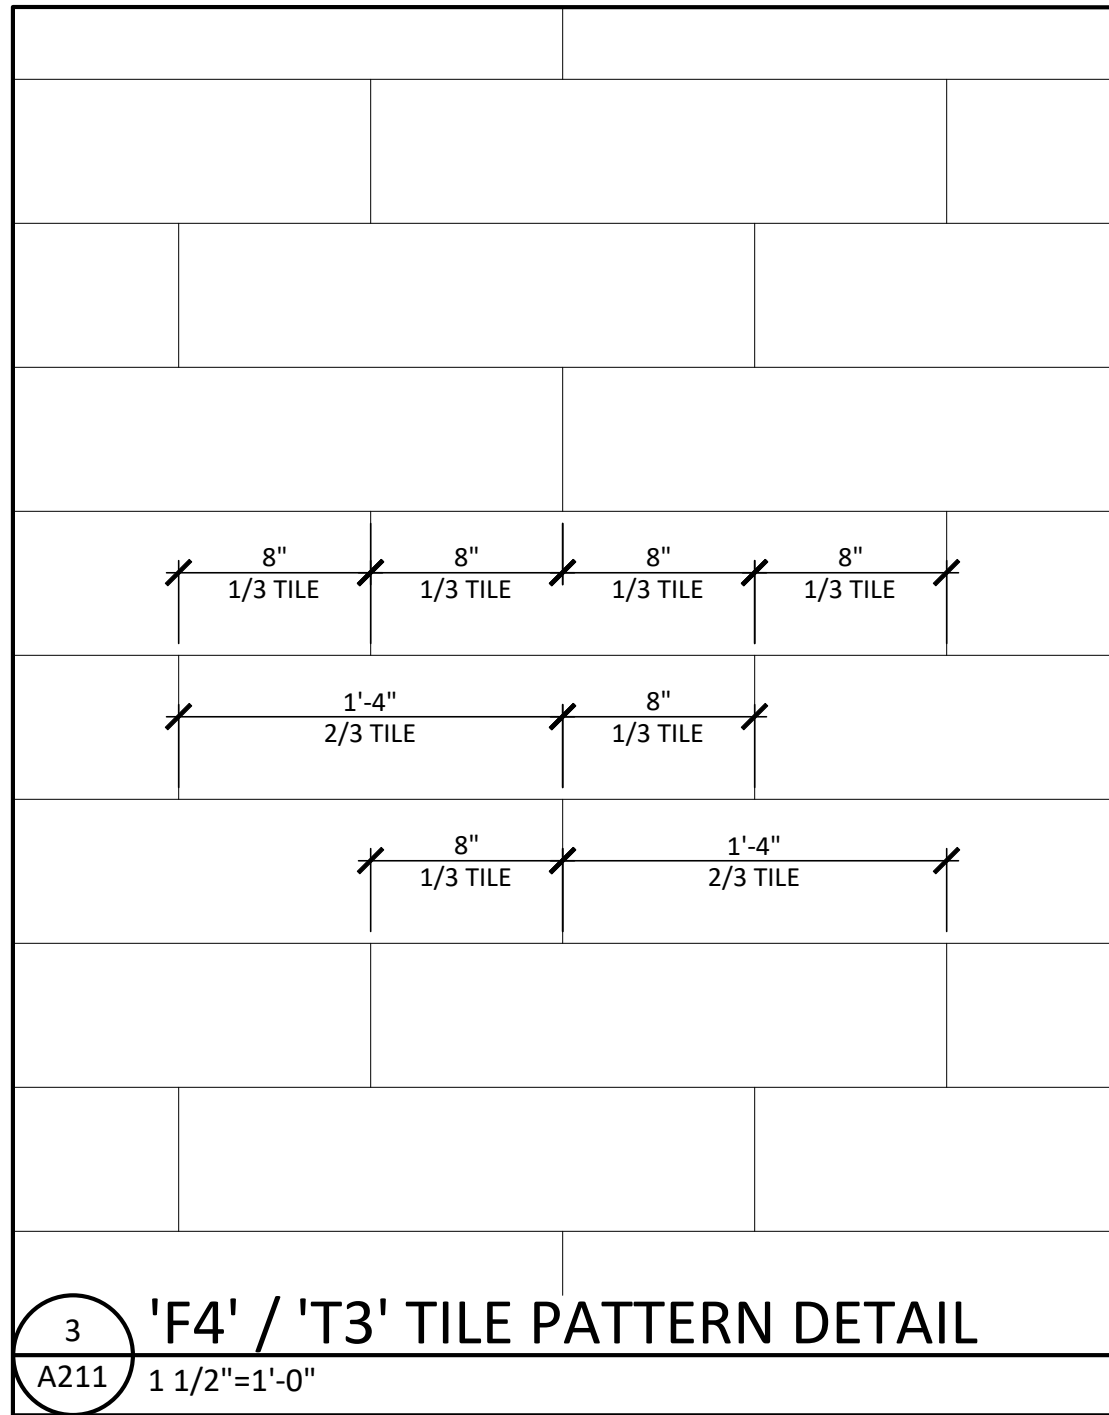 8" 8" 8" 8"
1/3 TILE 1/3 TILE 1/3 TILE 1/3 TILE
1'-4" 8"
2/3 TILE 1/3 TILE
8" 1'-4"
1/3 TILE 2/3 TILE
3 'F4' / 'T3' TILE PATTERN DETAIL
A211 1 1/2"=1'-0"